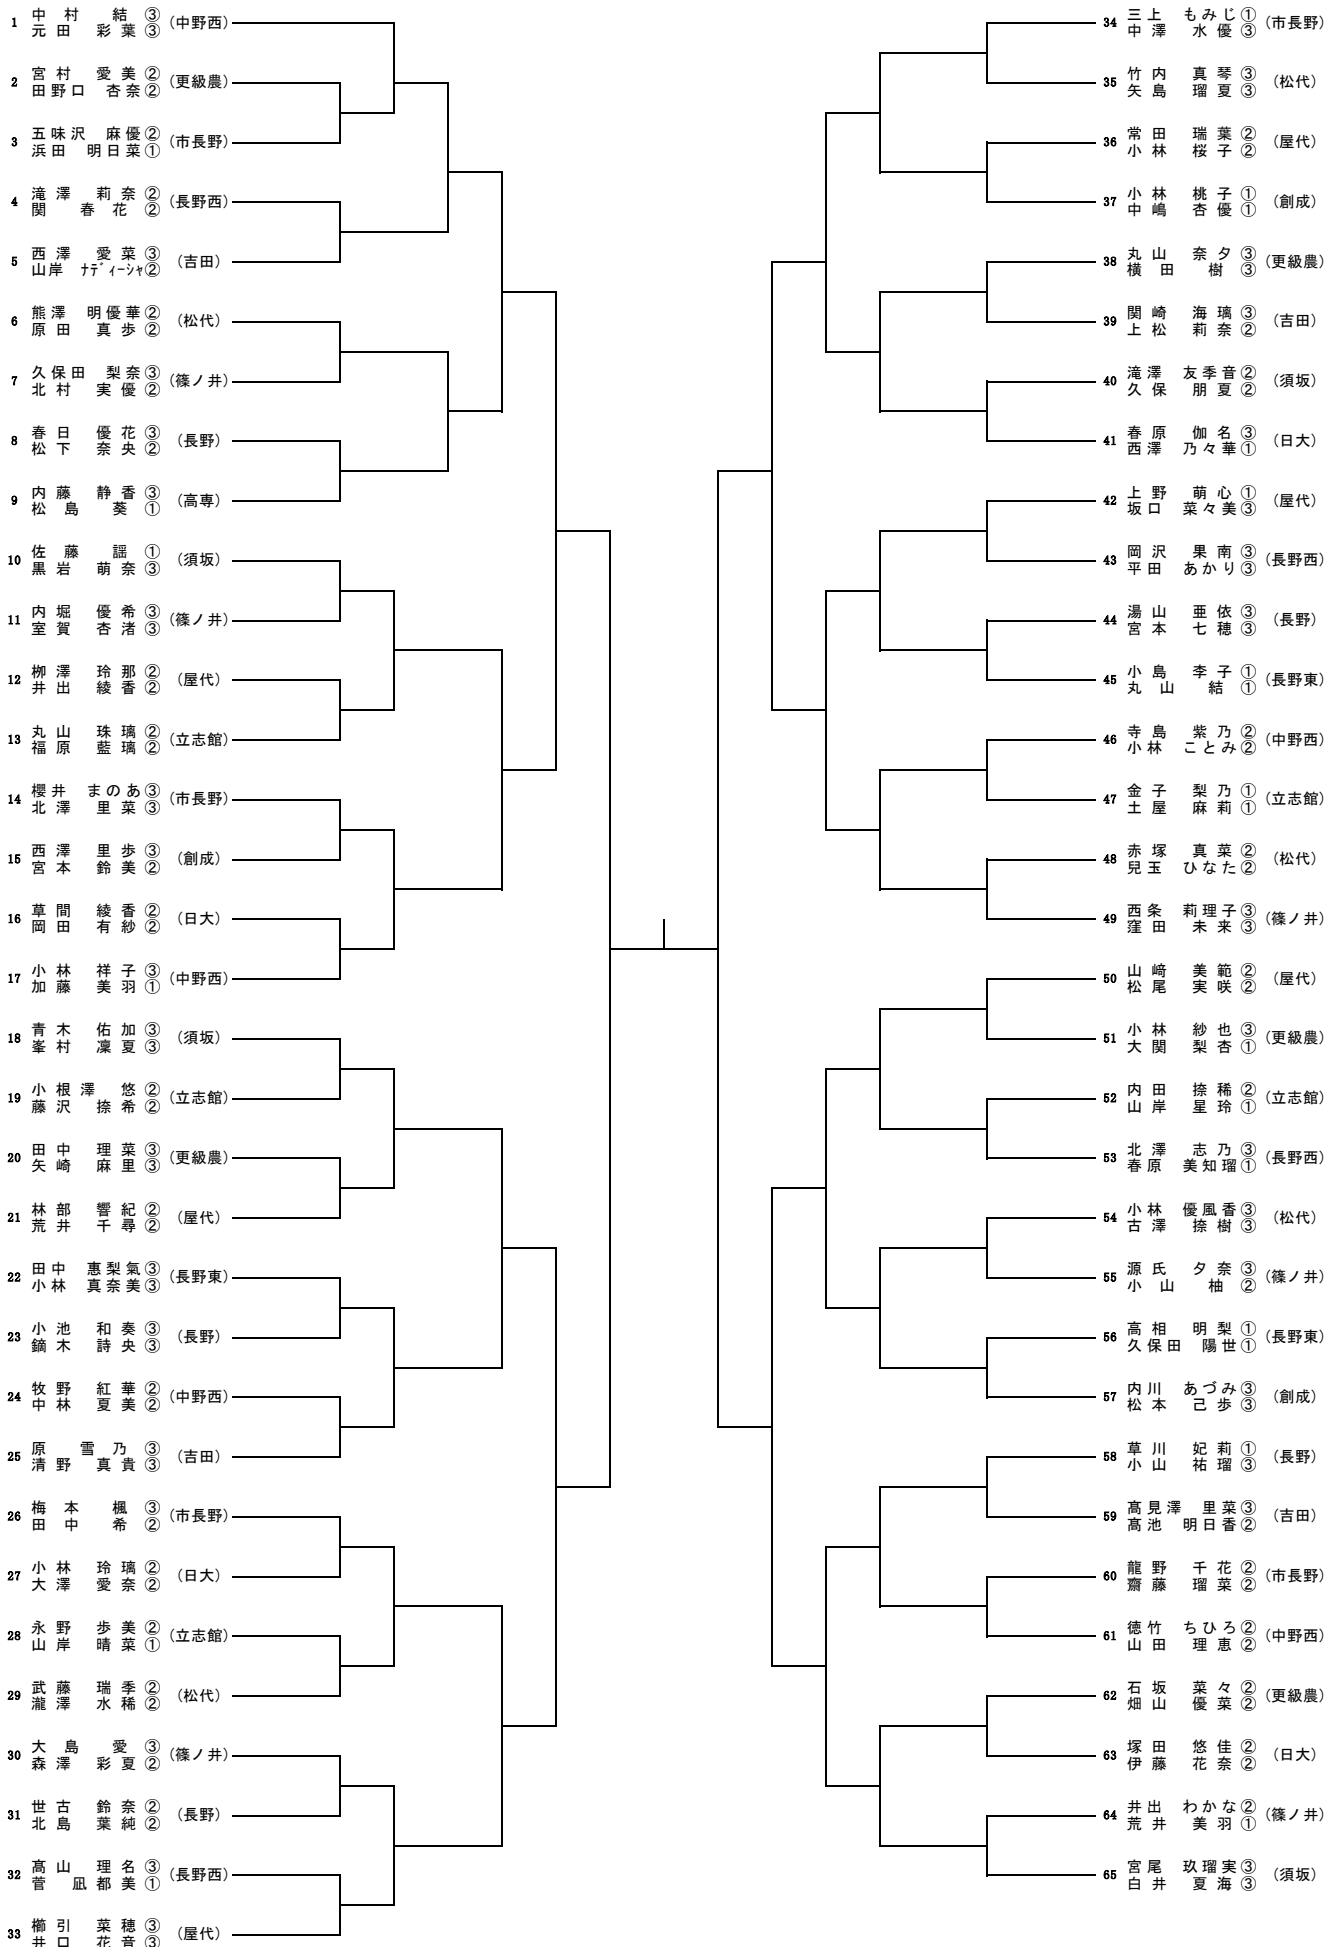 1 中村 結 ③ (中野西)
元田 彩葉 ③
2 宮村 愛美 ② (更級農)
田野口 杏奈 ②
3 五味沢 麻優 ② (市長野)
浜田 明日菜 ①
4 滝澤 莉奈 ② (長野西)
関 春花 ②
5 西澤 愛菜 ③ (吉田)
山岸 ナディーシャ ②
6 熊澤 明優華 ② (松代)
原田 真歩 ②
7 久保田 梨奈 ③ (篠ノ井)
北村 実優 ②
8 春日 優花 ③ (長野)
松下 奈央 ②
9 内藤 静香 ③ (高専)
松島 葵 ①
10 佐藤 謡 ① (須坂)
黒岩 萌奈 ③
11 内堀 優希 ③ (篠ノ井)
室賀 杏渚 ③
12 柳澤 玲那 ② (屋代)
井出 綾香 ②
13 丸山 珠璃 ② (立志館)
福原 藍璃 ②
14 櫻井 まのあ ③ (市長野)
北澤 里菜 ③
15 西澤 里歩 ③ (創成)
宮本 鈴美 ②
16 草間 綾香 ② (日大)
岡田 有紗 ②
17 小林 祥子 ③ (中野西)
加藤 美羽 ①
18 青木 佑加 ③ (須坂)
峯村 凜夏 ③
19 小根澤 悠 ② (立志館)
藤沢 捺希 ②
20 田中 理菜 ③ (更級農)
矢崎 麻里 ③
21 林部 響紀 ② (屋代)
荒井 千尋 ②
22 田中 惠梨氣 ③ (長野東)
小林 真奈美 ③
23 小池 和奏 ③ (長野)
鏑木 詩央 ③
24 牧野 紅華 ② (中野西)
中林 夏美 ②
25 原 雪乃 ③ (吉田)
清野 真貴 ③
26 梅本 楓 ③ (市長野)
田中 希 ②
27 小林 玲璃 ② (日大)
大澤 愛奈 ②
28 永野 歩美 ② (立志館)
山岸 晴菜 ①
29 武藤 瑞季 ② (松代)
瀧澤 水稀 ②
30 大島 愛 ③ (篠ノ井)
森澤 彩夏 ②
31 世古 鈴奈 ② (長野)
北島 葉純 ②
32 髙山 理名 ③ (長野西)
菅 凪都美 ①
33 櫛引 菜穂 ③ (屋代)
井口 花音 ③
34 三上 もみじ ① (市長野)
中澤 水優 ③
35 竹内 真琴 ③ (松代)
矢島 瑠夏 ③
36 常田 瑞葉 ② (屋代)
小林 桜子 ②
37 小林 桃子 ① (創成)
中嶋 杏優 ①
38 丸山 奈夕 ③ (更級農)
横田 樹 ③
39 関崎 海璃 ③ (吉田)
上松 莉奈 ②
40 滝澤 友季音 ② (須坂)
久保 朋夏 ②
41 春原 伽名 ③ (日大)
西澤 乃々華 ①
42 上野 萌心 ① (屋代)
坂口 菜々美 ③
43 岡沢 果南 ③ (長野西)
平田 あかり ③
44 湯山 亜依 ③ (長野)
宮本 七穂 ③
45 小島 李子 ① (長野東)
丸山 結 ①
46 寺島 紫乃 ② (中野西)
小林 ことみ ②
47 金子 梨乃 ① (立志館)
土屋 麻莉 ①
48 赤塚 真菜 ② (松代)
兒玉 ひなた ②
49 西条 莉理子 ③ (篠ノ井)
窪田 未来 ③
50 山﨑 美範 ② (屋代)
松尾 実咲 ②
51 小林 紗也 ③ (更級農)
大関 梨杏 ①
52 内田 捺稀 ② (立志館)
山岸 星玲 ①
53 北澤 志乃 ③ (長野西)
春原 美知瑠 ①
54 小林 優風香 ③ (松代)
古澤 捺樹 ③
55 源氏 夕奈 ③ (篠ノ井)
小山 柚 ②
56 高相 明梨 ① (長野東)
久保田 陽世 ①
57 内川 あづみ ③ (創成)
松本 己歩 ③
58 草川 妃莉 ① (長野)
小山 祐瑠 ③
59 髙見澤 里菜 ③ (吉田)
髙池 明日香 ②
60 龍野 千花 ② (市長野)
齋藤 瑠菜 ②
61 徳竹 ちひろ ② (中野西)
山田 理恵 ②
62 石坂 菜々 ② (更級農)
畑山 優菜 ②
63 塚田 悠佳 ② (日大)
伊藤 花奈 ②
64 井出 わかな ② (篠ノ井)
荒井 美羽 ①
65 宮尾 玖瑠実 ③ (須坂)
白井 夏海 ③